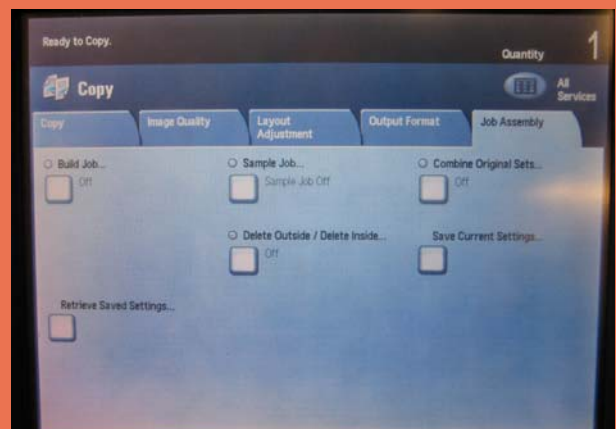 Ready to Copy.
Quantity
1
Copy
All
Services
Copy
Image Quality
Layout
Adjustment
Output Format
Job Assembly
Build Job...
Off
Sample Job...
Sample Job Off
Combine Original Sets...
Off
Delete Outside / Delete Inside...
Off
Save Current Settings...
Retrieve Saved Settings...